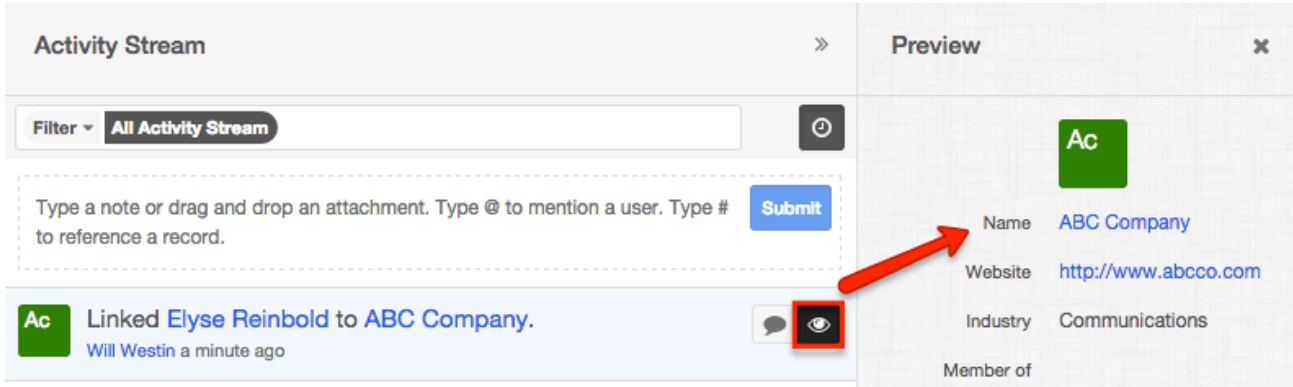 Activity Stream
»
Preview
×
Filter
All Activity Stream
Ac
Type a note or drag and drop an attachment. Type @ to mention a user. Type #
to reference a record.
Submit
Name ABC Company
Website http://www.abcco.com
Ac
Linked Elyse Reinbold to ABC Company.
Will Westin a minute ago
Industry Communications
Member of